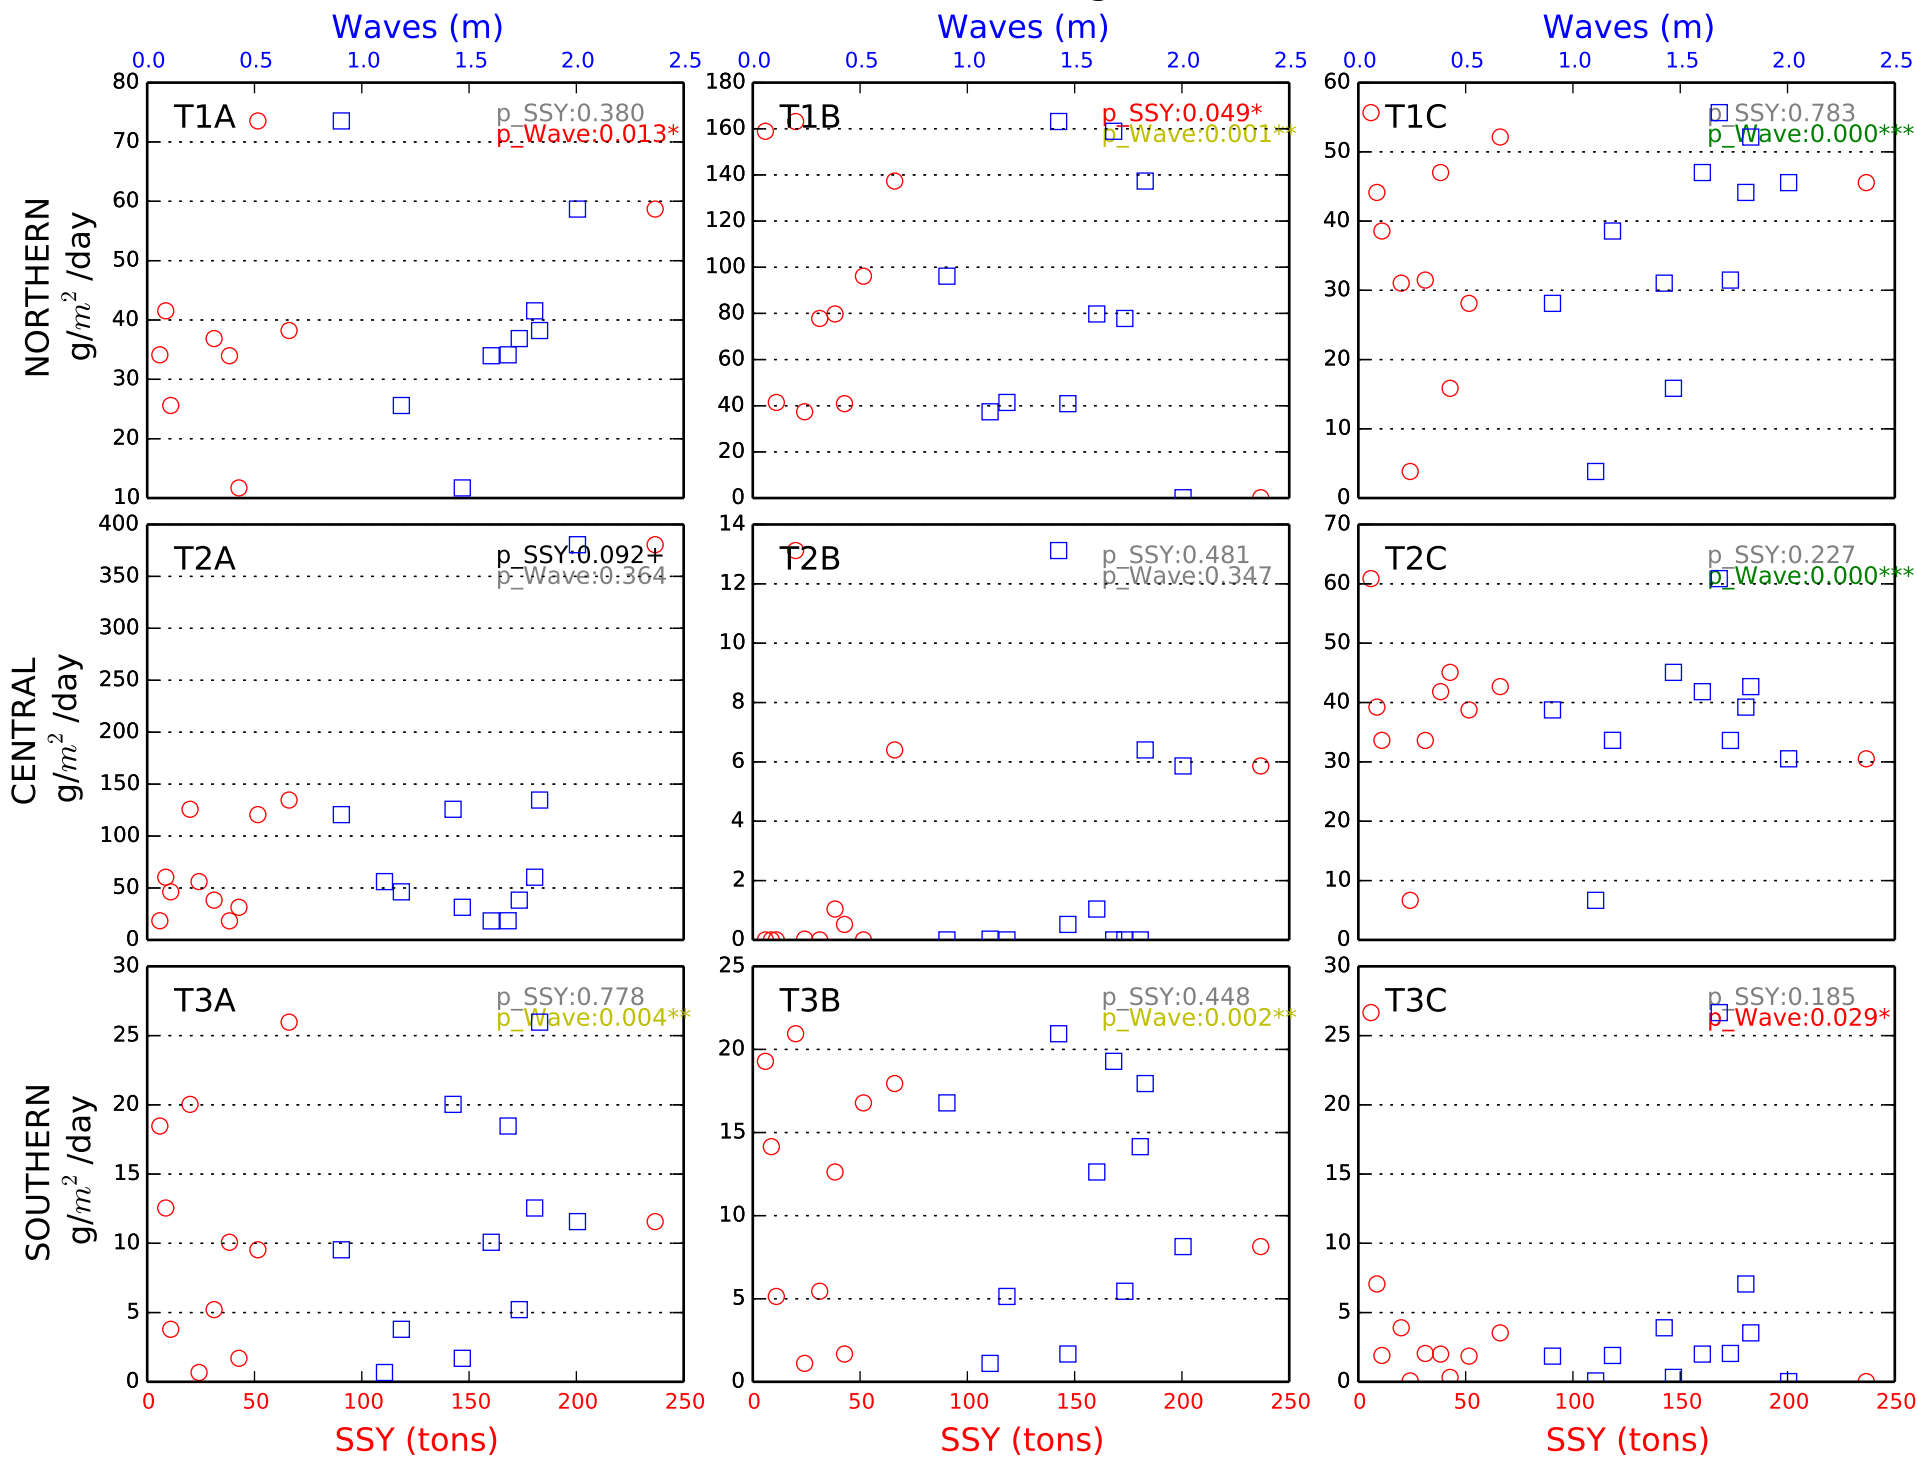 Waves (m) Waves (m) Waves (m)
0.0 0.5 1.0 1.5 2.0 2.5 0.0 0.5 1.0 1.5 2.0 2.5 0.0 0.5 1.0 1.5 2.0 2.5
NORTHERN
g/m² /day
80
70
60
50
40
30
20
10
T1A
p_SSY:0.380
p_Wave:0.013*
180
160
140
120
100
80
60
40
20
0
T1B
p_SSY:0.049*
p_Wave:0.001**
60
50
40
30
20
10
0
T1C
p_SSY:0.783
p_Wave:0.000***
CENTRAL
g/m² /day
400
350
300
250
200
150
100
50
0
T2A
p_SSY:0.092+
p_Wave:0.364
14
12
10
8
6
4
2
0
T2B
p_SSY:0.481
p_Wave:0.347
70
60
50
40
30
20
10
0
T2C
p_SSY:0.227
p_Wave:0.000***
SOUTHERN
g/m² /day
30
25
20
15
10
5
0
T3A
p_SSY:0.778
p_Wave:0.004**
25
20
15
10
5
0
T3B
p_SSY:0.448
p_Wave:0.002**
30
25
20
15
10
5
0
T3C
p_SSY:0.185
p_Wave:0.029*
0 50 100 150 200 250 0 50 100 150 200 250 0 50 100 150 200 250
SSY (tons) SSY (tons) SSY (tons)